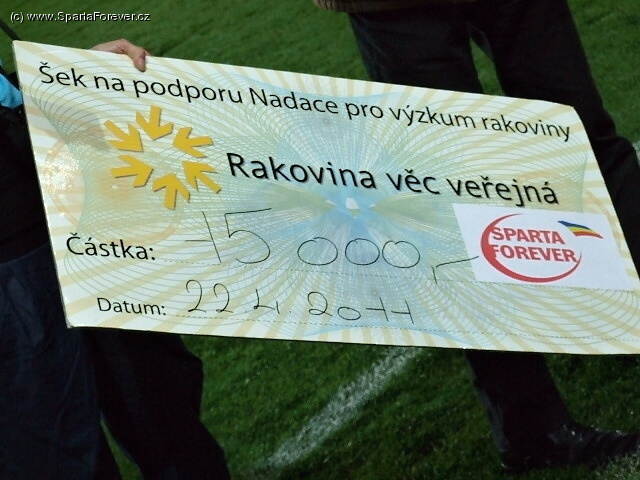 (c) www.SpartaForever.cz
Šek na podporu Nadace pro výzkum rakoviny
Rakovina věc veřejná
Částka: 15 000,-
SPARTA
FOREVER
Datum: 22 4. 2011